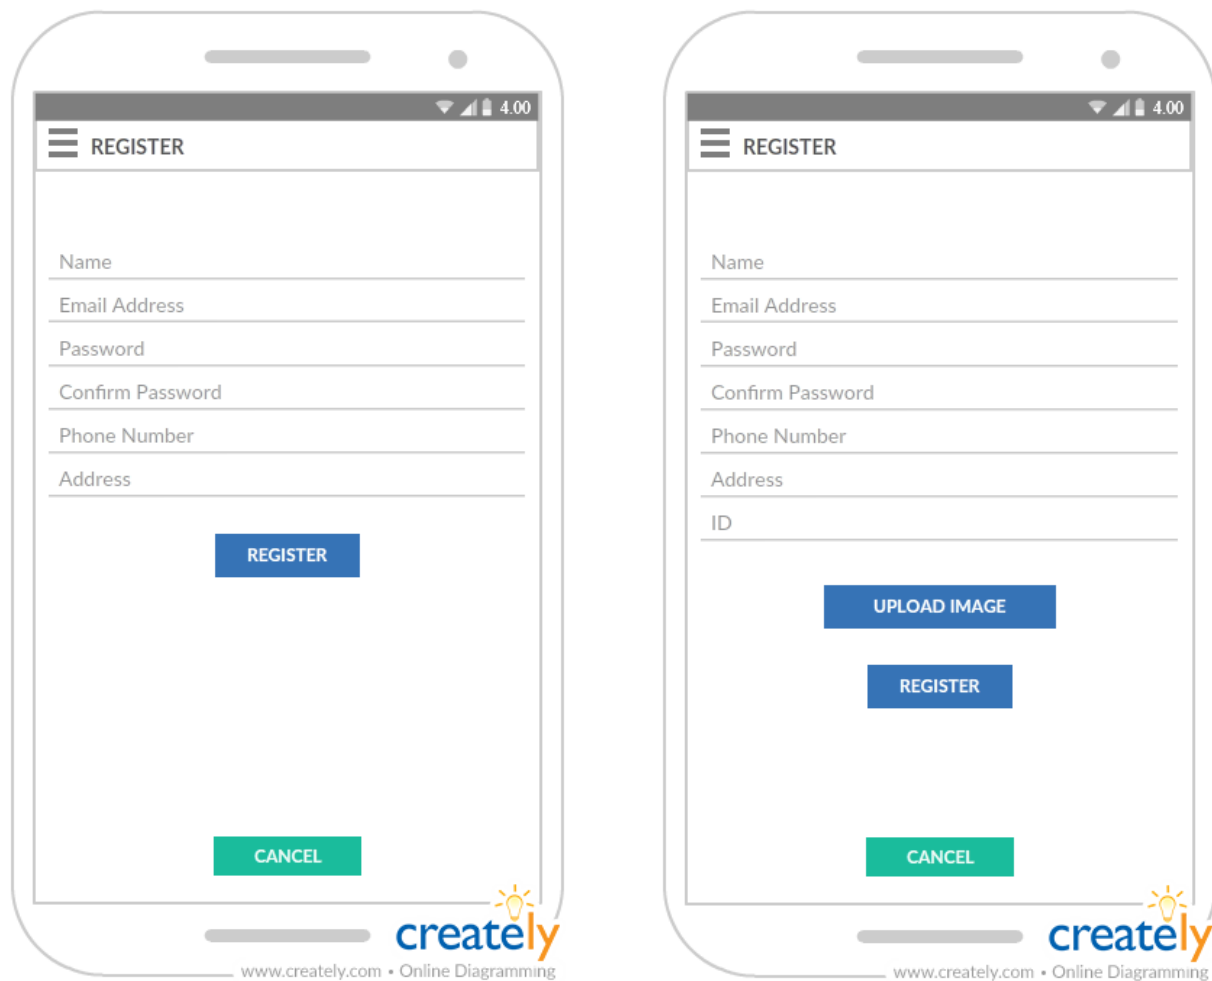 4.00
REGISTER
Name
Email Address
Password
Confirm Password
Phone Number
Address
REGISTER
CANCEL
creately
www.creately.com • Online Diagramming
4.00
REGISTER
Name
Email Address
Password
Confirm Password
Phone Number
Address
ID
UPLOAD IMAGE
REGISTER
CANCEL
creately
www.creately.com • Online Diagramming